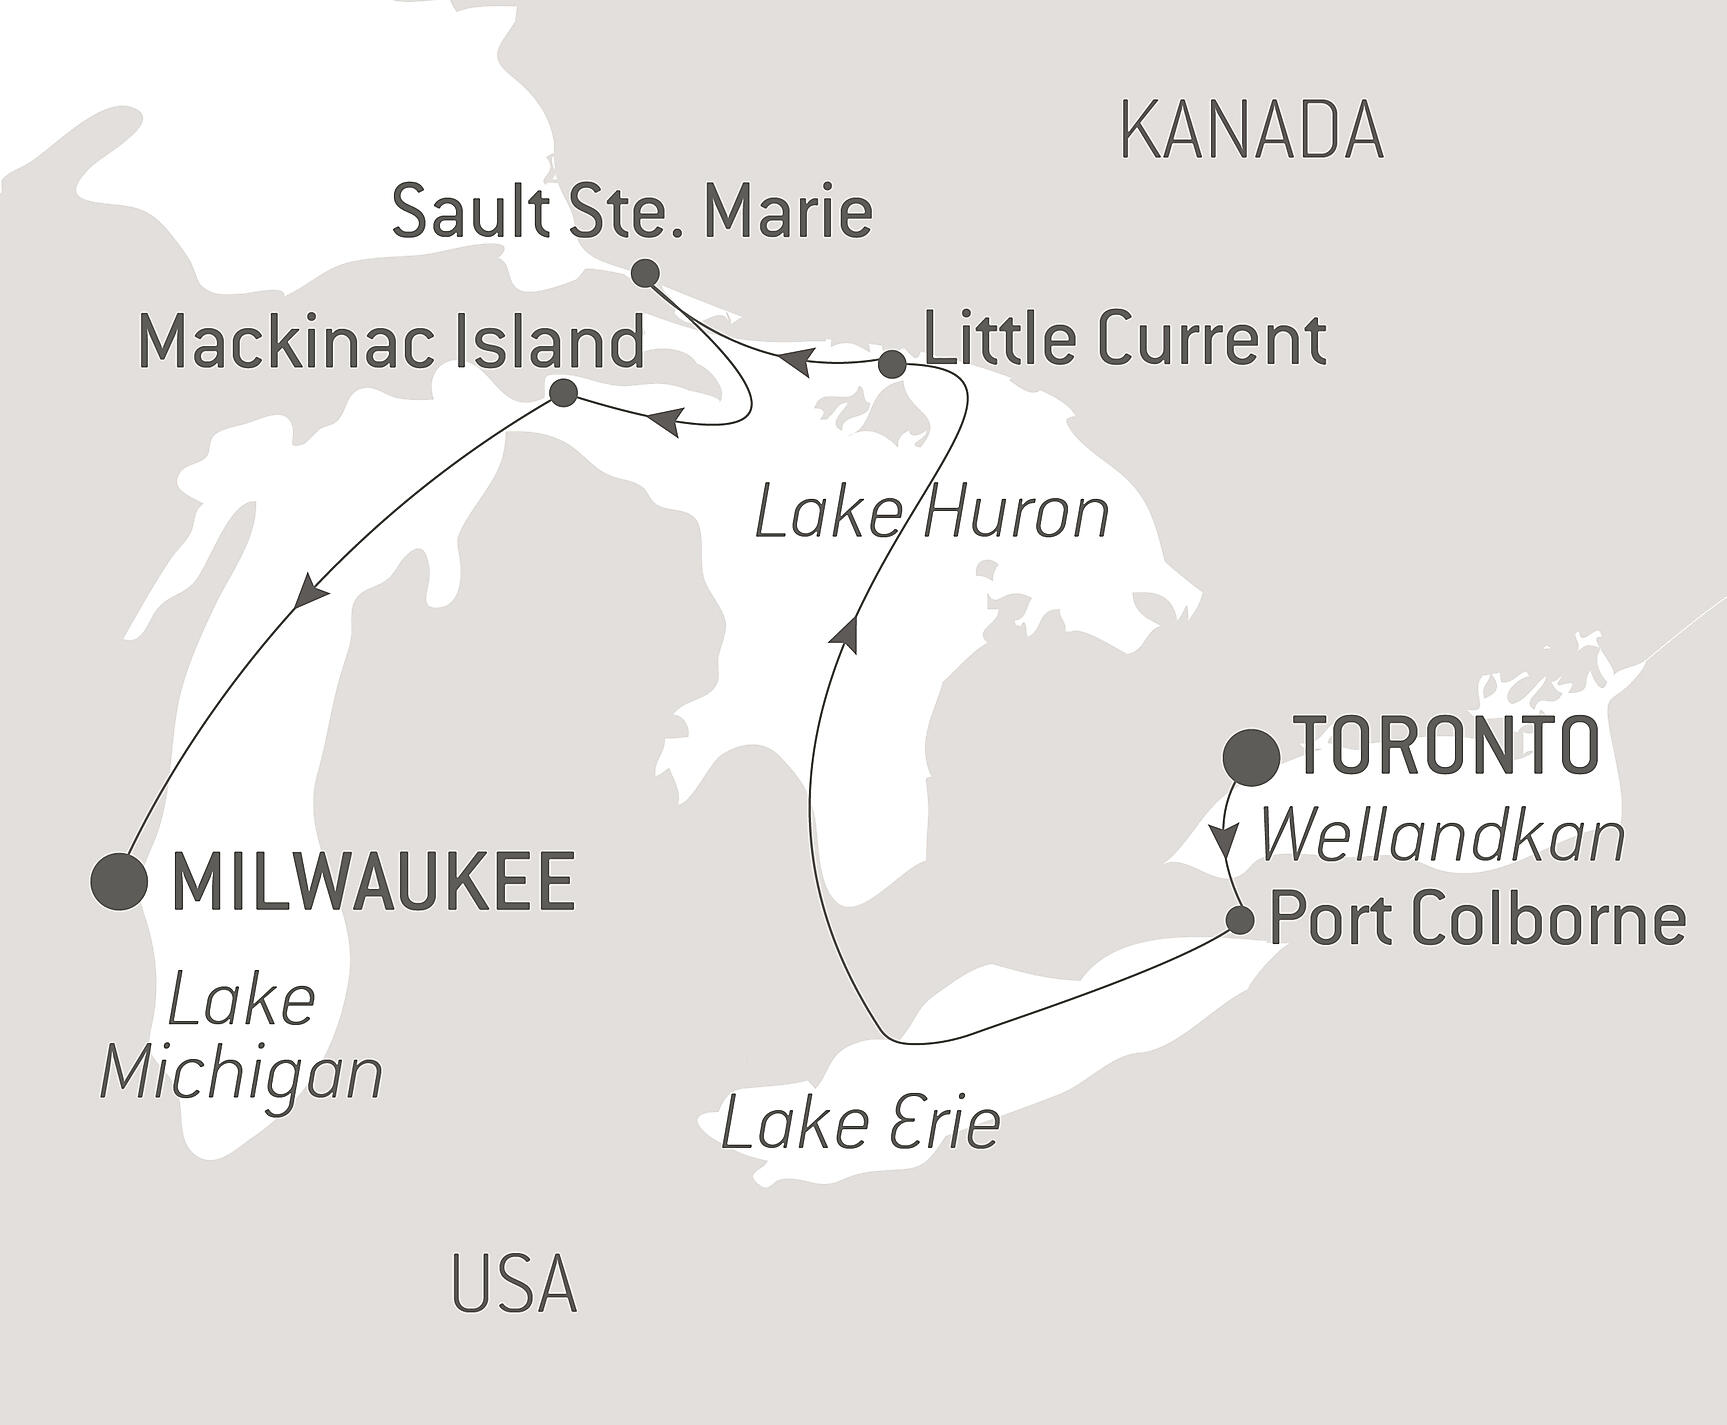 KANADA
Sault Ste. Marie
Mackinac Island
Little Current
Lake Huron
TORONTO
Wellandkan
MILWAUKEE
Port Colborne
Lake
Michigan
Lake Erie
USA